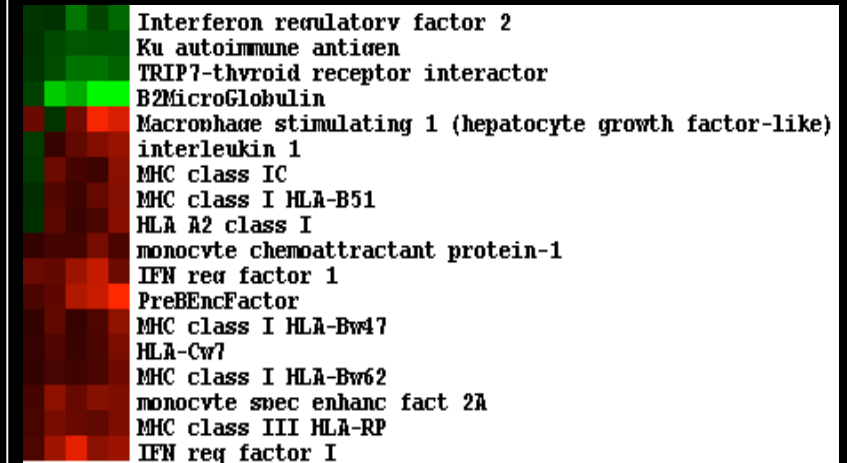 Interferon regulatory factor 2
Ku autoimmune antigen
TRIP7-thyroid receptor interactor
B2MicroGlobulin
Macrophage stimulating 1 (hepatocyte growth factor-like)
interleukin 1
MHC class IC
MHC class I HLA-B51
HLA A2 class I
monocyte chemoattractant protein-1
IFN reg factor 1
PreBEncFactor
MHC class I HLA-Bw47
HLA-Cw7
MHC class I HLA-Bw62
monocyte spec enhanc fact 2A
MHC class III HLA-RP
IFN reg factor I